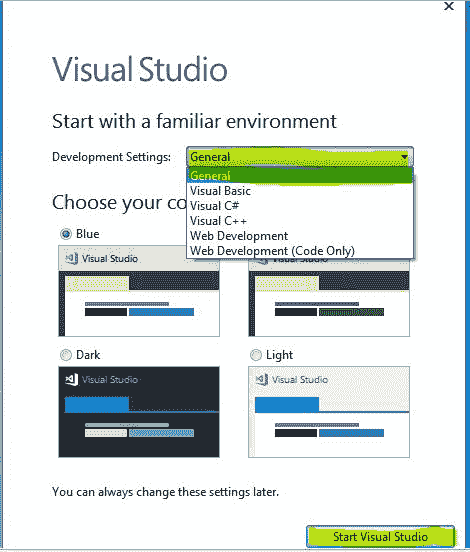 Visual Studio
Start with a familiar environment
Development Settings: General
General
Visual Basic
Visual C#
Visual C++
Web Development
Web Development (Code Only)
Choose your co
Blue
Visual Studio
Visual Studio
Dark
Light
Visual Studio
Visual Studio
You can always change these settings later.
Start Visual Studio